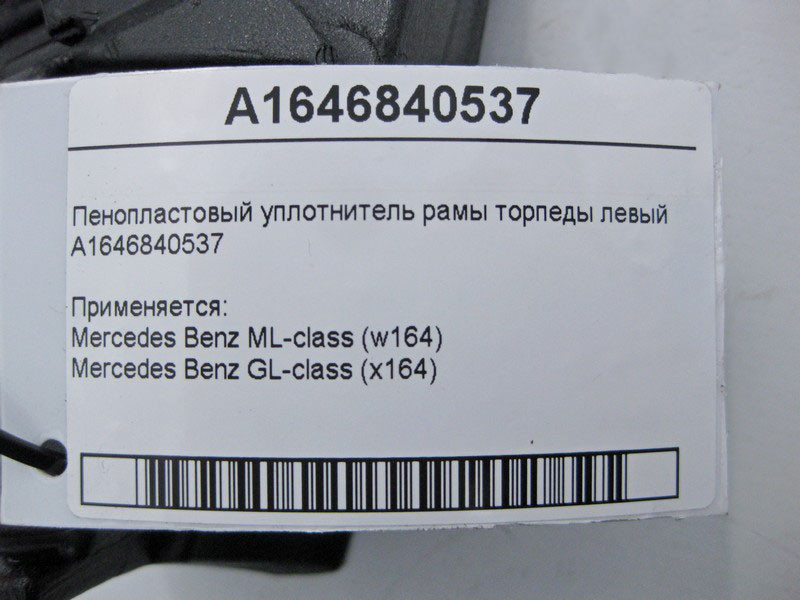 A1646840537
Пенопластовый уплотнитель рамы торпеды левый
A1646840537
Применяется:
Mercedes Benz ML-class (w164)
Mercedes Benz GL-class (x164)